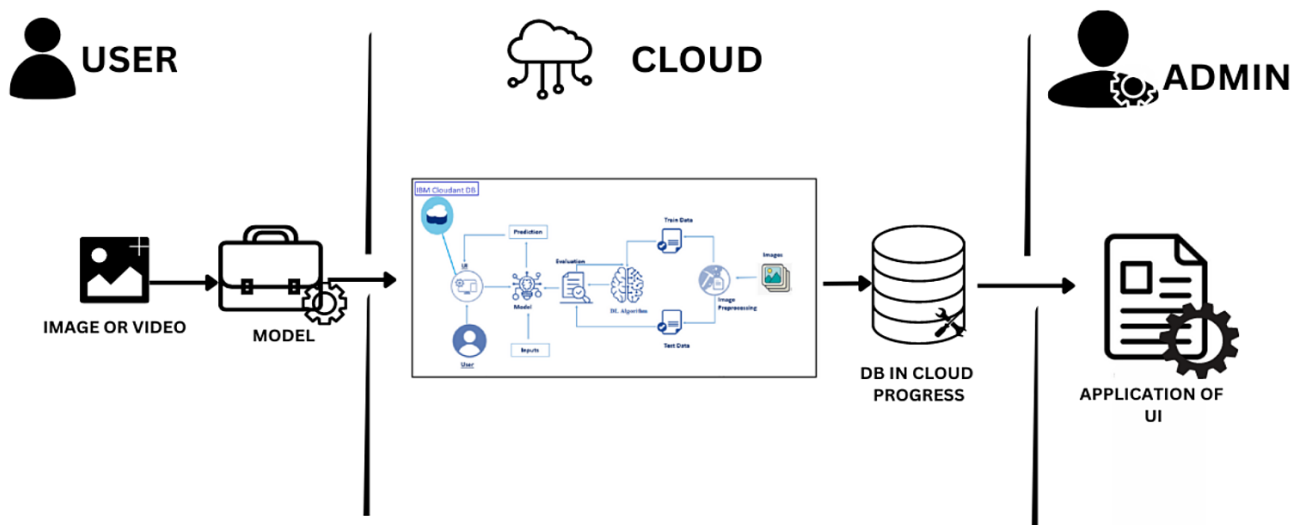 USER
CLOUD
ADMIN
IMAGE OR VIDEO
MODEL
IBM Cloudant DB
Train Data
Prediction
UI
Evaluation
Images
Model
DL Algorithm
Image
Preprocessing
User
Inputs
Test Data
DB IN CLOUD
PROGRESS
APPLICATION OF
UI